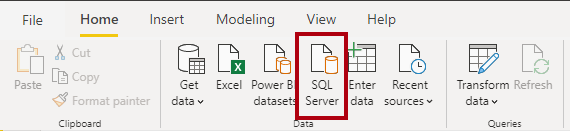 File Home Insert Modeling View Help
Paste
Cut
Copy
Format painter
Clipboard
Get data
Excel
Power BI datasets
SQL Server
Enter data
Recent sources
Data
Transform data
Refresh
Queries